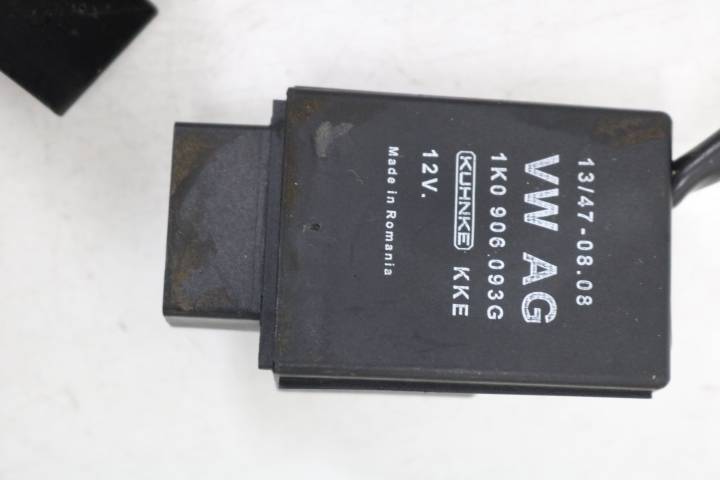 13/47-08.08
VW AG
1K0 906 093G
KUHNKE KKE
12V.
Made in Romania